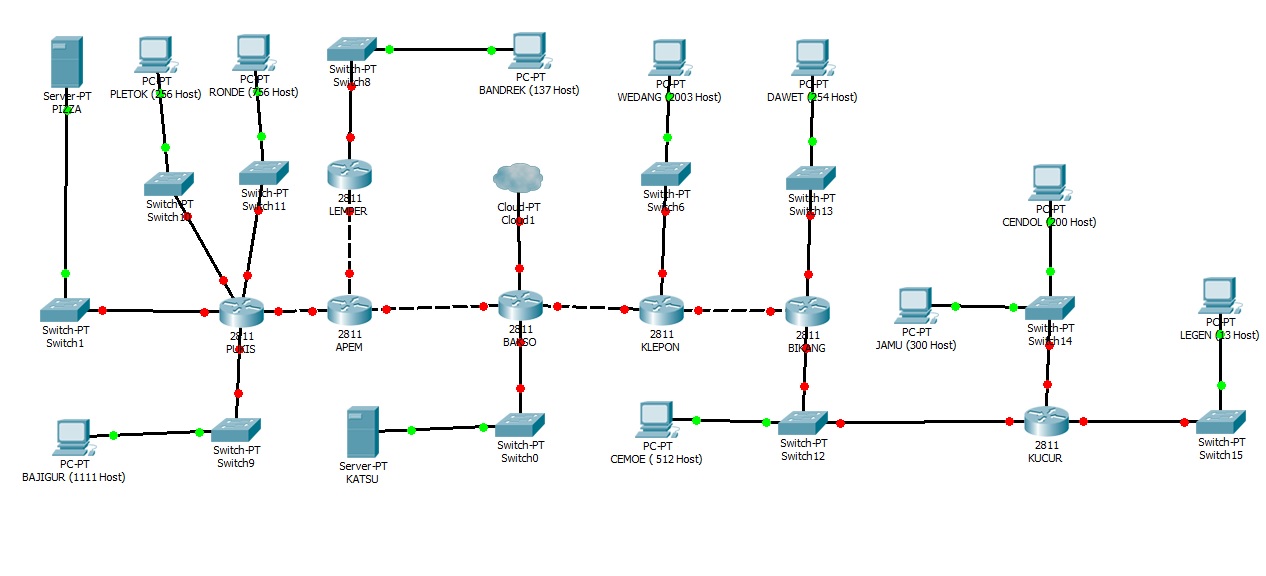 Server-PT
PIZZA
PC-PT
PLETOK (256 Host)
PC-PT
RONDE (756 Host)
Switch-PT
Switch8
PC-PT
BANDREK (137 Host)
PC-PT
WEDANG (2003 Host)
PC-PT
DAWET (254 Host)
Switch-PT
Switch-PT
Switch11
2811
LEMPER
Cloud-PT
Cloud1
Switch-PT
Switch6
Switch-PT
Switch13
PC-PT
CENDOL (200 Host)
Switch-PT
Switch1
2811
PUKIS
2811
APEM
2811
BAKSO
2811
KLEPON
2811
BIKANG
PC-PT
JAMU (300 Host)
Switch-PT
Switch14
PC-PT
LEGEN
Host)
PC-PT
BAJIGUR (1111 Host)
Switch-PT
Switch9
Server-PT
KATSU
Switch-PT
Switch0
PC-PT
CEMOE ( 512 Host)
Switch-PT
Switch12
2811
KUCUR
Switch-PT
Switch15